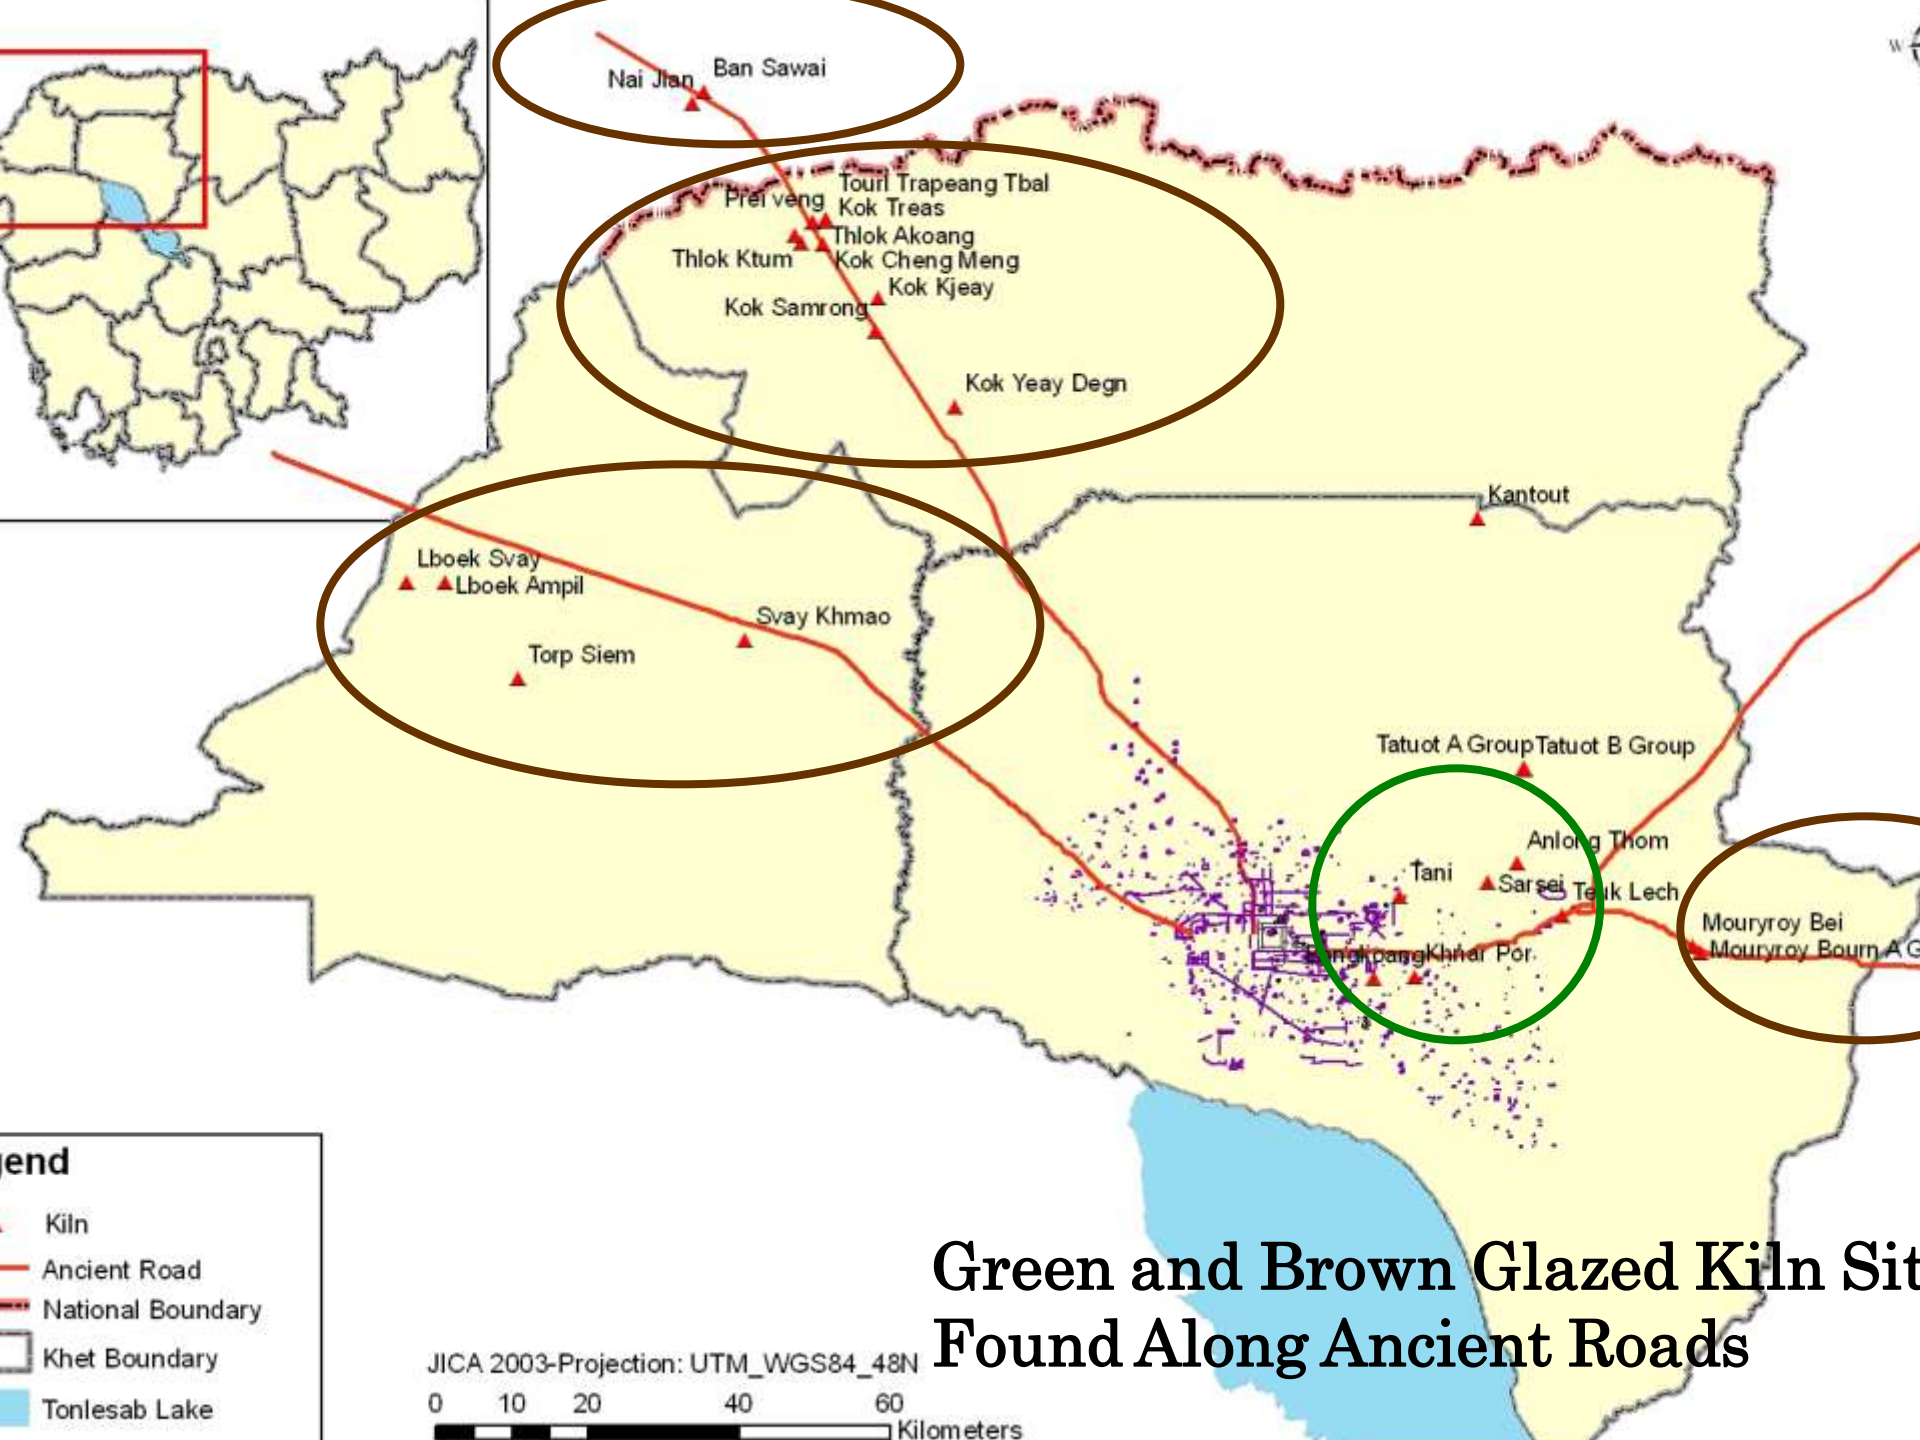 W
Nai Jian
Ban Sawai
Tourl Trapeang Tbal
Prei veng
Kok Treas
Thlok Akoang
Thlok Ktum
Kok Cheng Meng
Kok Kjeay
Kok Samrong
Kok Yeay Degn
Kantout
Lboek Svay
Lboek Ampil
Svay Khmao
Torp Siem
Tatuot A Group
Tatuot B Group
Anlong Thom
Tani
Sarsei
Teuk Lech
Mouryroy Bei
Mouryroy Bourn A G
Khnar Por
gend
Kiln
Ancient Road
National Boundary
Khet Boundary
Tonlesab Lake
JICA 2003-Projection: UTM_WGS84_48N
0 10 20 40 60
Kilometers
Green and Brown Glazed Kiln Sit
Found Along Ancient Roads